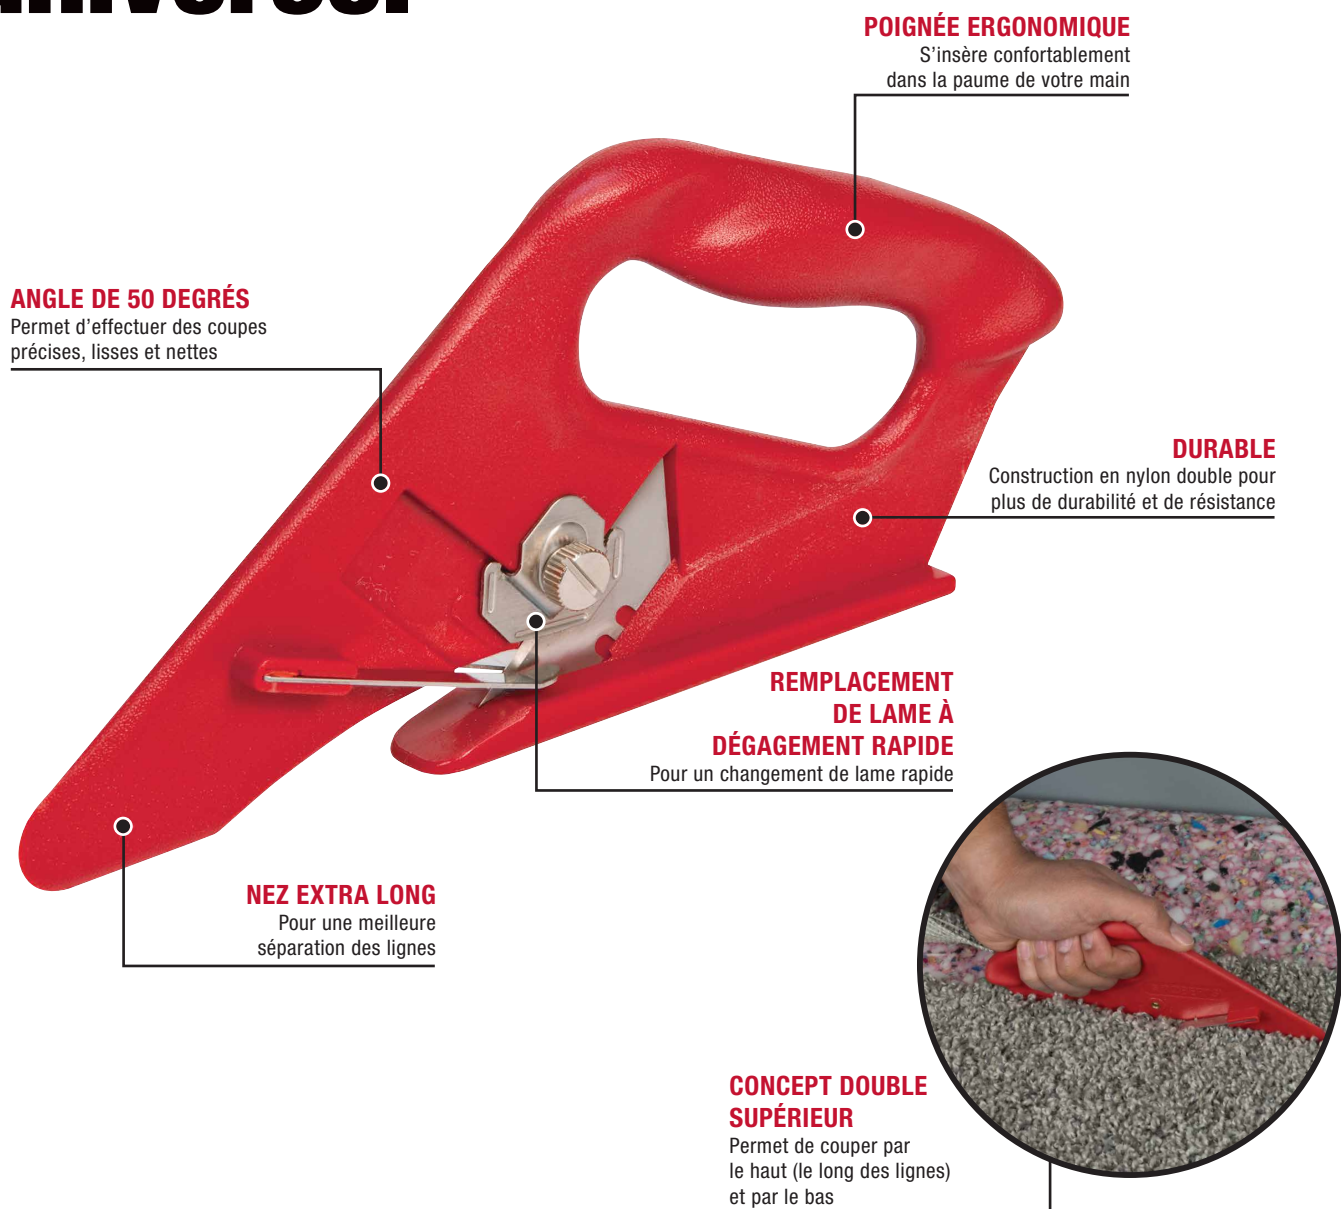 universel
POIGNÉE ERGONOMIQUE
S’insère confortablement
dans la paume de votre main
ANGLE DE 50 DEGRÉS
Permet d’effectuer des coupes
précises, lisses et nettes
DURABLE
Construction en nylon double pour
plus de durabilité et de résistance
REMPLACEMENT
DE LAME À
DÉGAGEMENT RAPIDE
Pour un changement de lame rapide
NEZ EXTRA LONG
Pour une meilleure
séparation des lignes
CONCEPT DOUBLE
SUPÉRIEUR
Permet de couper par
le haut (le long des lignes)
et par le bas